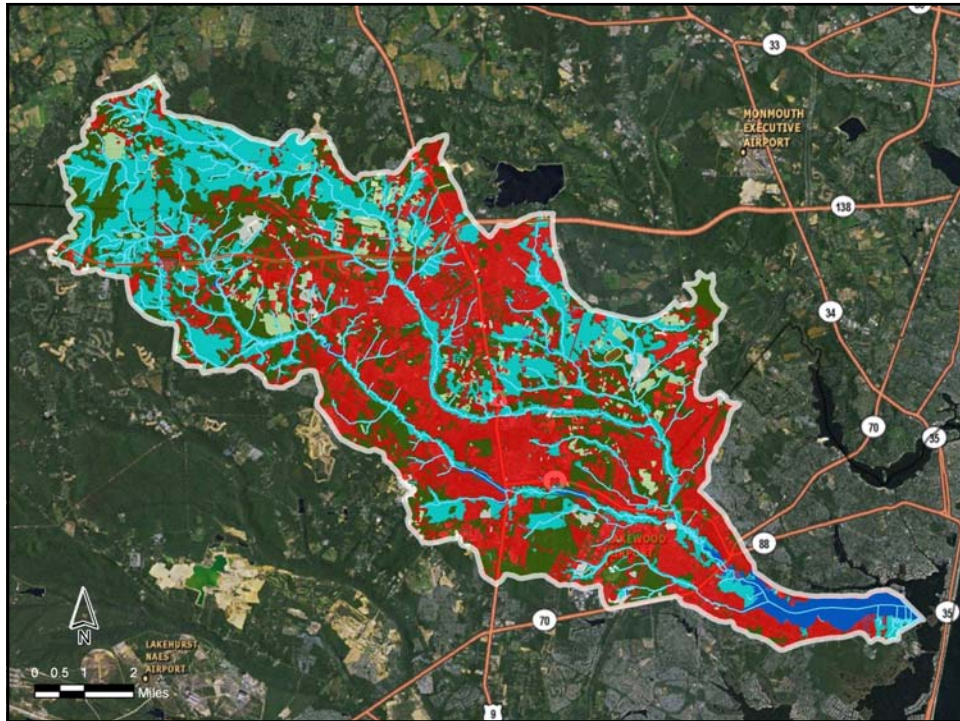 33
MONMOUTH
EXECUTIVE
AIRPORT
138
34
70
35
88
70
35
LAKEHURST
NAES
AIRPORT
N
0 0.5 1 2
Miles
9